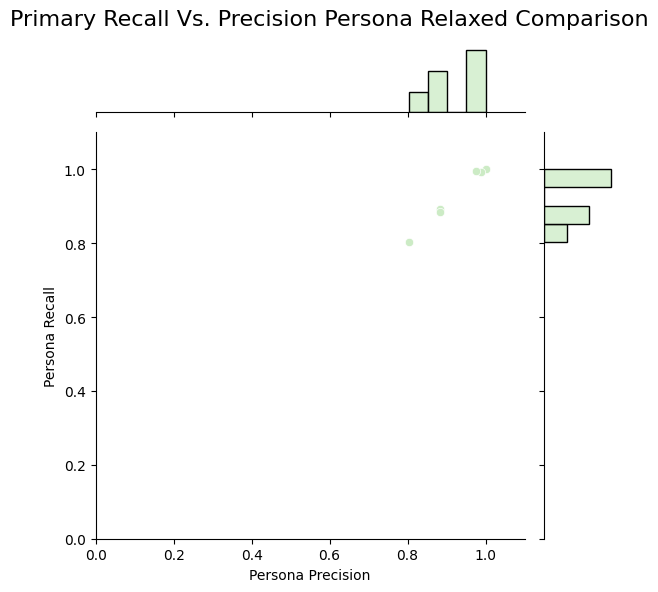 Primary Recall Vs. Precision Persona Relaxed Comparison
1.0
0.8
0.6
0.4
0.2
0.0
Persona Recall
0.0 0.2 0.4 0.6 0.8 1.0
Persona Precision